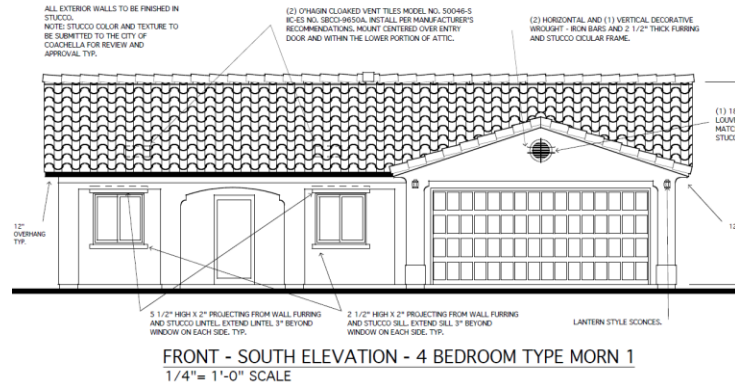 ALL EXTERIOR WALLS TO BE FINISHED IN
STUCCO.
NOTE: STUCCO COLOR AND TEXTURE TO
BE SUBMITTED TO THE CITY OF
COACHELLA FOR REVIEW AND
APPROVAL TYP.
(2) O'HAGIN CLOAKED VENT TILES MODEL NO. 50046-S
IIC-ES NO. SBCCI-9650A. INSTALL PER MANUFACTURER'S
RECOMMENDATIONS. MOUNT CENTERED OVER ENTRY
DOOR AND WITHIN THE LOWER PORTION OF ATTIC.
(2) HORIZONTAL AND (1) VERTICAL DECORATIVE
WROUGHT - IRON BARS AND 2 1/2" THICK FURRING
AND STUCCO CICULAR FRAME.
(1) 18
LOUV
MATC
STUC
12"
OVERHANG
TYP.
12
5 1/2" HIGH X 2" PROJECTING FROM WALL FURRING
AND STUCCO LINTEL. EXTEND LINTEL 3" BEYOND
WINDOW ON EACH SIDE. TYP.
2 1/2" HIGH X 2" PROJECTING FROM WALL FURRING
AND STUCCO SILL. EXTEND SILL 3" BEYOND
WINDOW ON EACH SIDE. TYP.
LANTERN STYLE SCONCES.
FRONT - SOUTH ELEVATION - 4 BEDROOM TYPE MORN 1
1/4"= 1'-0" SCALE